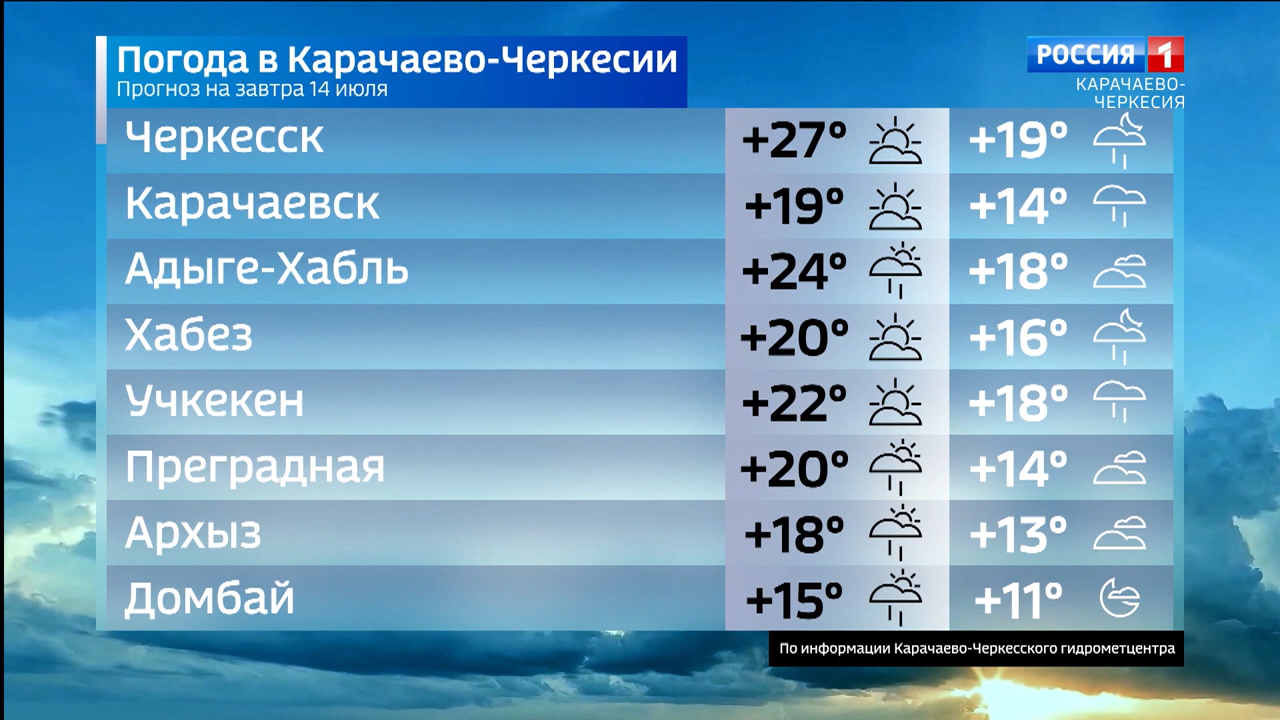 Погода в Карачаево-Черкесии
Прогноз на завтра 14 июля
РОССИЯ 1
КАРАЧАЕВО-
ЧЕРКЕСИЯ
Черкесск +27° +19°
Карачаевск +19° +14°
Адыге-Хабль +24° +18°
Хабез +20° +16°
Учкекен +22° +18°
Преградная +20° +14°
Архыз +18° +13°
Домбай +15° +11°
По информации Карачаево-Черкесского гидрометцентра